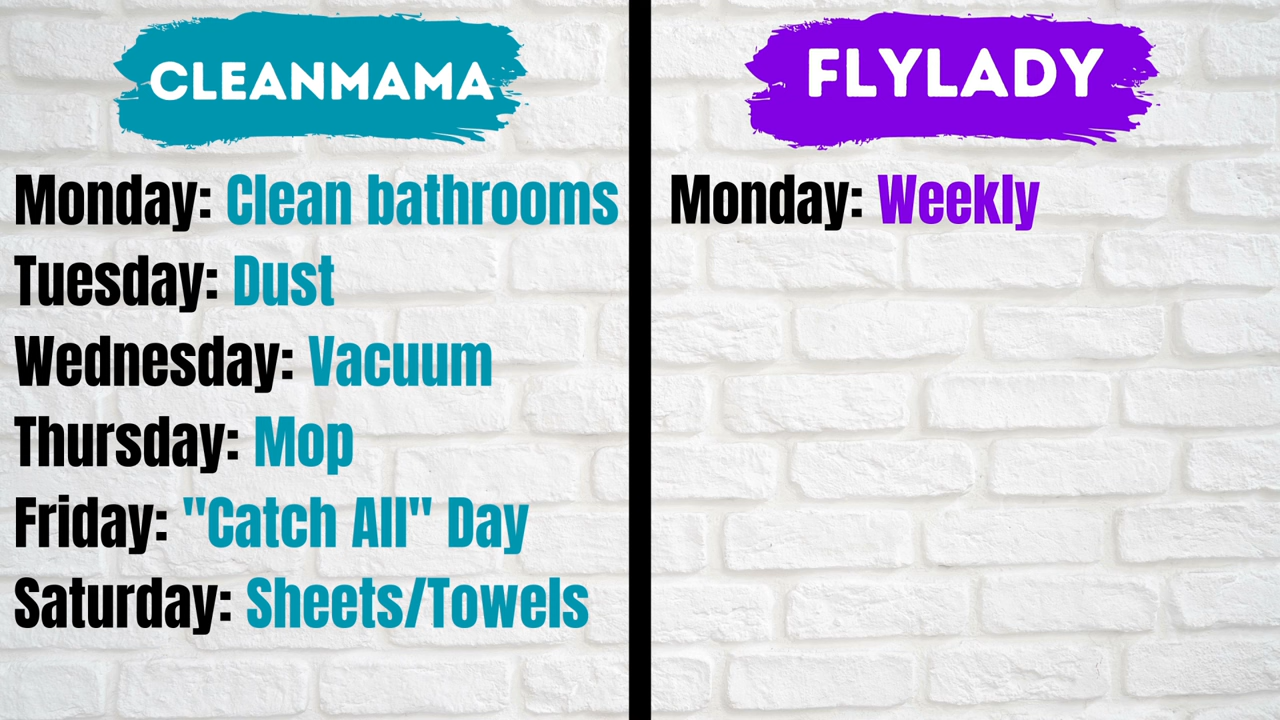 CLEANMAMA
Monday: Clean bathrooms
Tuesday: Dust
Wednesday: Vacuum
Thursday: Mop
Friday: "Catch All" Day
Saturday: Sheets/Towels
FLYLADY
Monday: Weekly